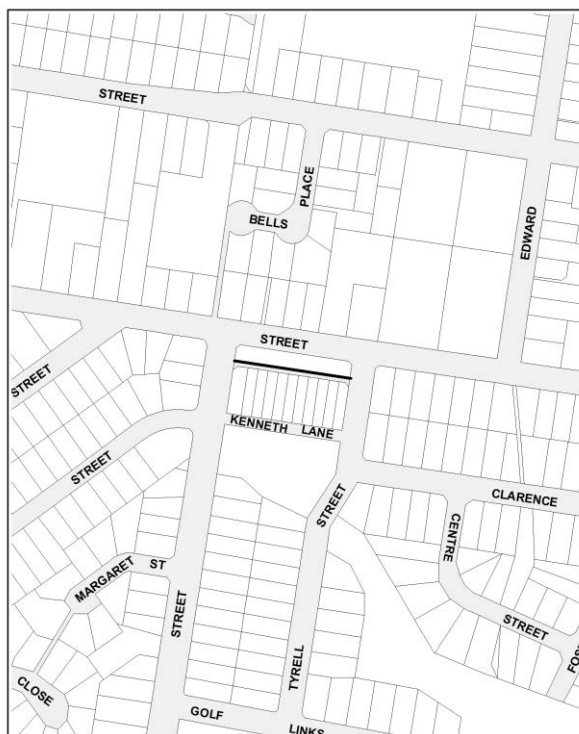 STREET
PLACE
BELLS
EDWARD
STREET
STREET
KENNETH LANE
STREET
CLARENCE
STREET
CENTRE
MARGARET ST
STREET
STREET
TYRELL
CLOSE
GOLF LINKS